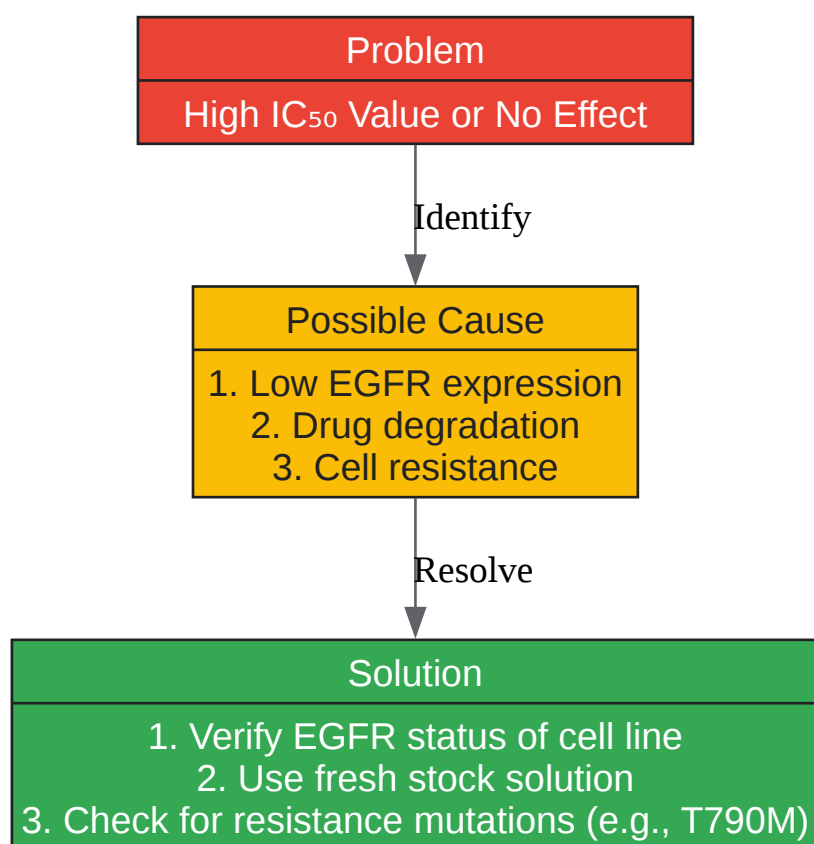 Problem
High IC₅₀ Value or No Effect
Identify
Possible Cause
1. Low EGFR expression
2. Drug degradation
3. Cell resistance
Resolve
Solution
1. Verify EGFR status of cell line
2. Use fresh stock solution
3. Check for resistance mutations (e.g., T790M)